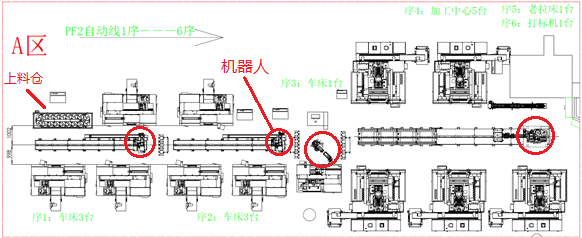 序4: 加工中心5台
序5: 老拉床1台
序6: 打标机1台
PF2自动线1序---6序
A区
机器人
上料仓
序3: 车床1台
1002
998
序1: 车床3台
序2: 车床3台